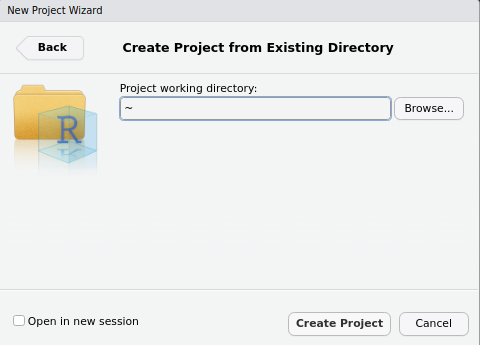 New Project Wizard
Back
Create Project from Existing Directory
Project working directory:
~
Browse...
R
Open in new session
Create Project
Cancel